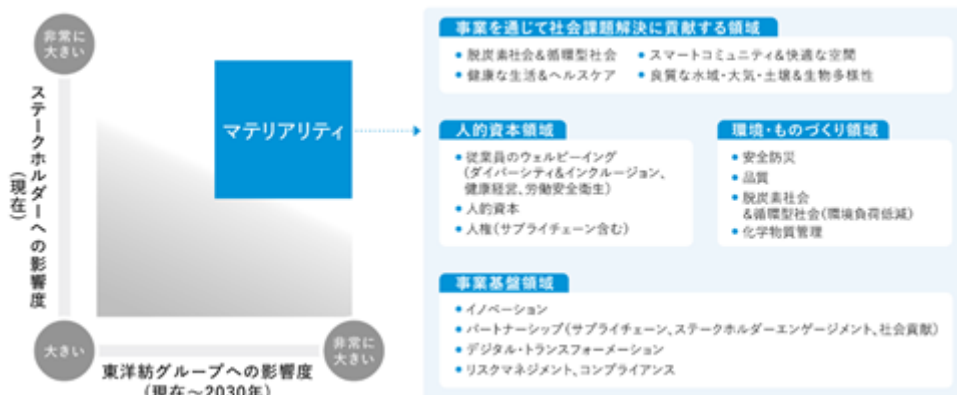 非常に
大きい
ステークホルダーへの影響度
(現在)
マテリアリティ
大きい
非常に
大きい
東洋紡グループへの影響度
(現在～2030年)
事業を通じて社会課題解決に貢献する領域
• 脱炭素社会&循環型社会
• スマートコミュニティ&快適な空間
• 健康な生活&ヘルスケア
• 良質な水域・大気・土壌&生物多様性
人的資本領域
• 従業員のウェルビーイング
(ダイバーシティ&インクルージョン、
健康経営、労働安全衛生)
• 人的資本
• 人権(サプライチェーン含む)
環境・ものづくり領域
• 安全防災
• 品質
• 脱炭素社会
&循環型社会(環境負荷低減)
• 化学物質管理
事業基盤領域
• イノベーション
• パートナーシップ(サプライチェーン、ステークホルダーエンゲージメント、社会貢献)
• デジタル・トランスフォーメーション
• リスクマネジメント、コンプライアンス